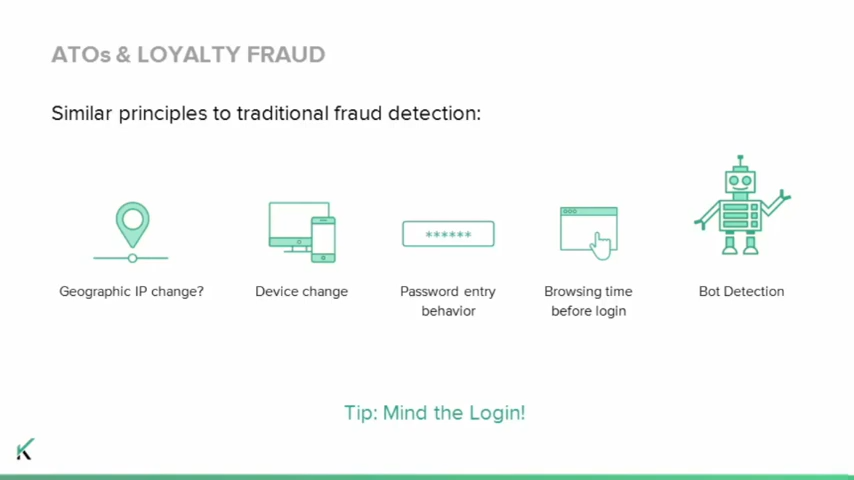 ATOs & LOYALTY FRAUD
Similar principles to traditional fraud detection:
******
Geographic IP change?
Device change
Password entry
behavior
Browsing time
before login
Bot Detection
Tip: Mind the Login!